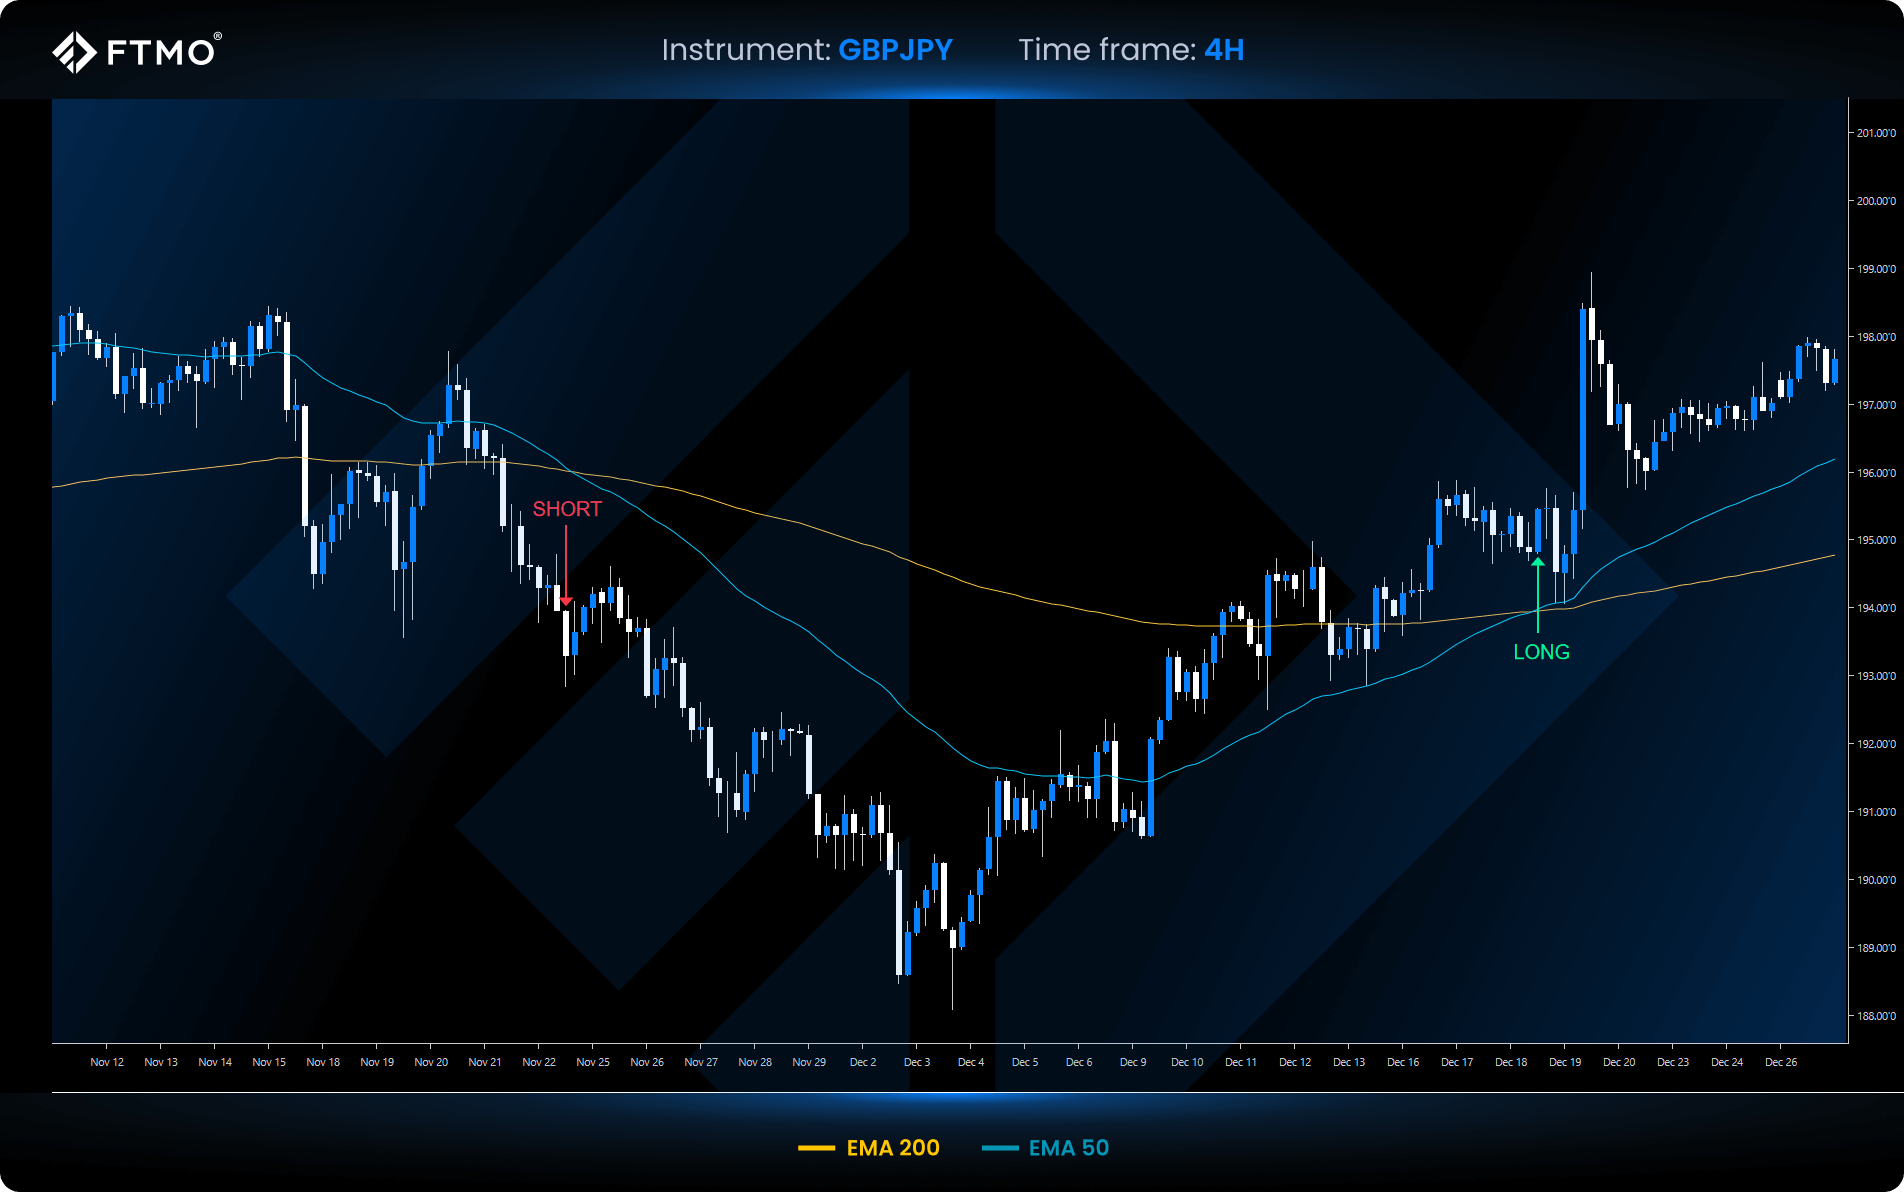 FTMO®
Instrument: GBPJPY Time frame: 4H
201.00'0
200.00'0
199.00'0
198.00'0
197.00'0
196.00'0
195.00'0
194.00'0
193.00'0
192.00'0
191.00'0
190.00'0
189.00'0
188.00'0
SHORT
LONG
Nov 12 Nov 13 Nov 14 Nov 15 Nov 18 Nov 19 Nov 20 Nov 21 Nov 22 Nov 25 Nov 26 Nov 27 Nov 28 Nov 29 Dec 2 Dec 3 Dec 4 Dec 5 Dec 6 Dec 9 Dec 10 Dec 11 Dec 12 Dec 13 Dec 16 Dec 17 Dec 18 Dec 19 Dec 20 Dec 23 Dec 24 Dec 26
EMA 200 EMA 50